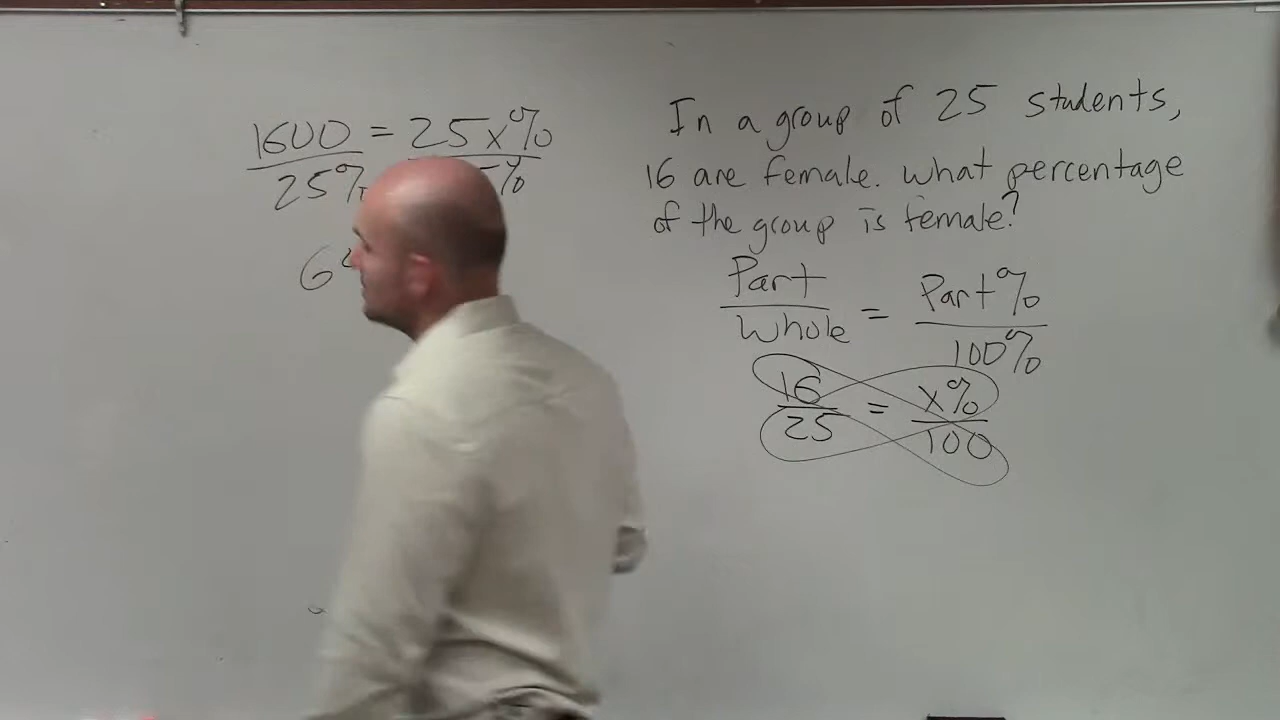 1600 = 25x%
25% %
6
In a group of 25 students,
16 are female. what percentage
of the group is female?
Part = Part%
Whole 100%
16 = x%
25 100